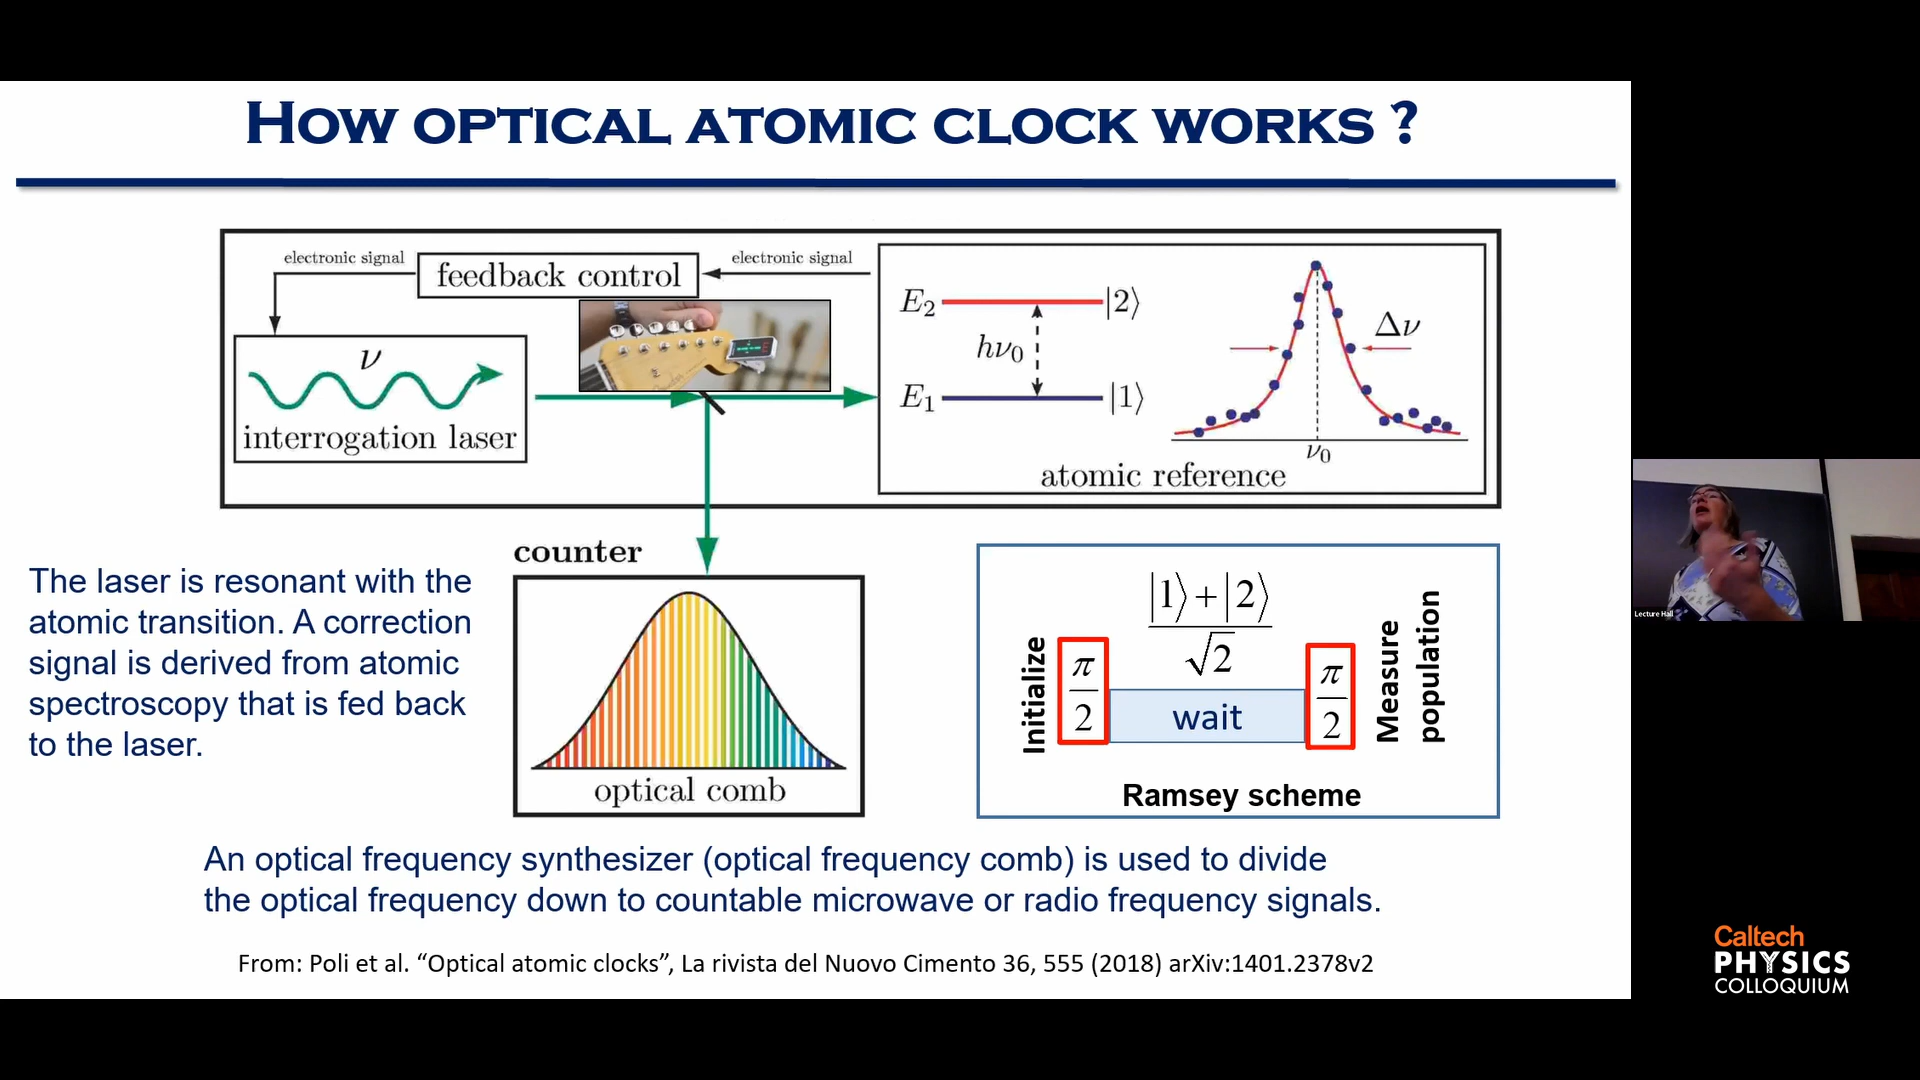 HOW OPTICAL ATOMIC CLOCK WORKS ?
electronic signal
feedback control
electronic signal
ν
interrogation laser
E₂
|2⟩
hν₀
E₁
|1⟩
Δν
ν₀
atomic reference
counter
optical comb
The laser is resonant with the
atomic transition. A correction
signal is derived from atomic
spectroscopy that is fed back
to the laser.
Initialize
π/2
|1⟩+|2⟩
√2
wait
π/2
Measure
population
Ramsey scheme
An optical frequency synthesizer (optical frequency comb) is used to divide
the optical frequency down to countable microwave or radio frequency signals.
From: Poli et al. “Optical atomic clocks”, La rivista del Nuovo Cimento 36, 555 (2018) arXiv:1401.2378v2
Lecture Hall
Caltech
PHYSICS
COLLOQUIUM